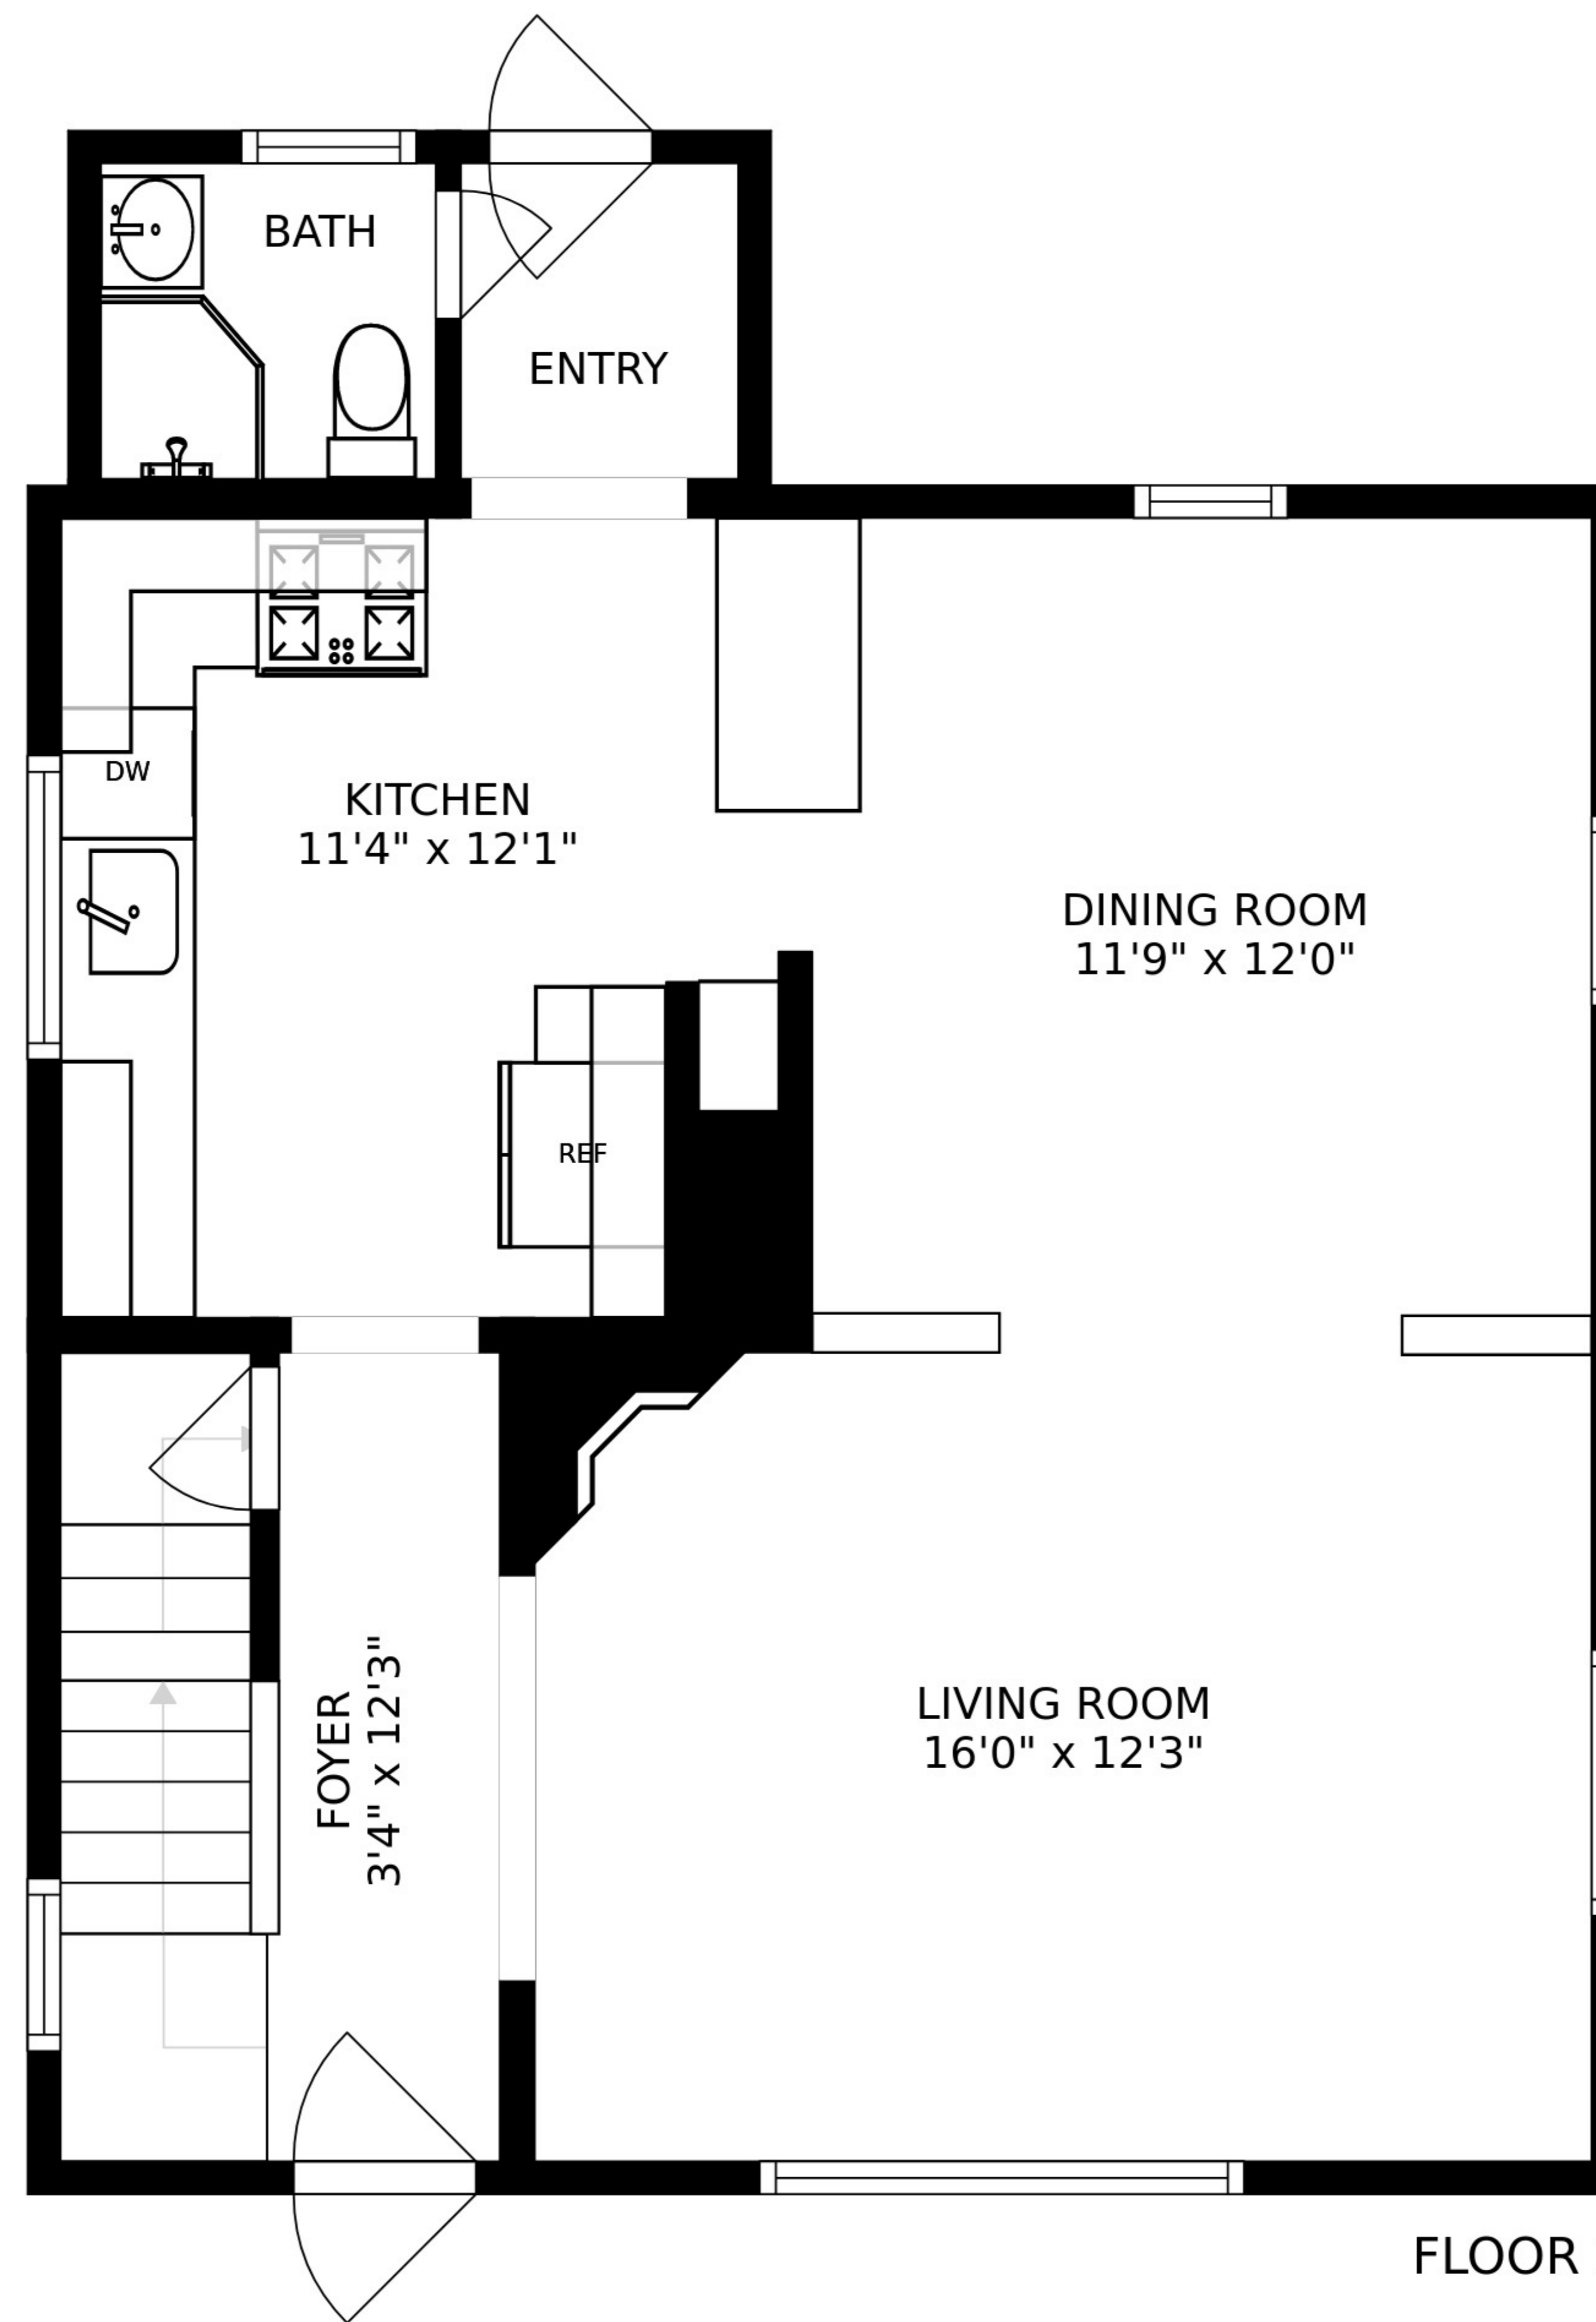 BATH
ENTRY
DW
KITCHEN
11'4" x 12'1"
DINING ROOM
11'9" x 12'0"
REF
FOYER
3'4" x 12'3"
LIVING ROOM
16'0" x 12'3"
FLOOR